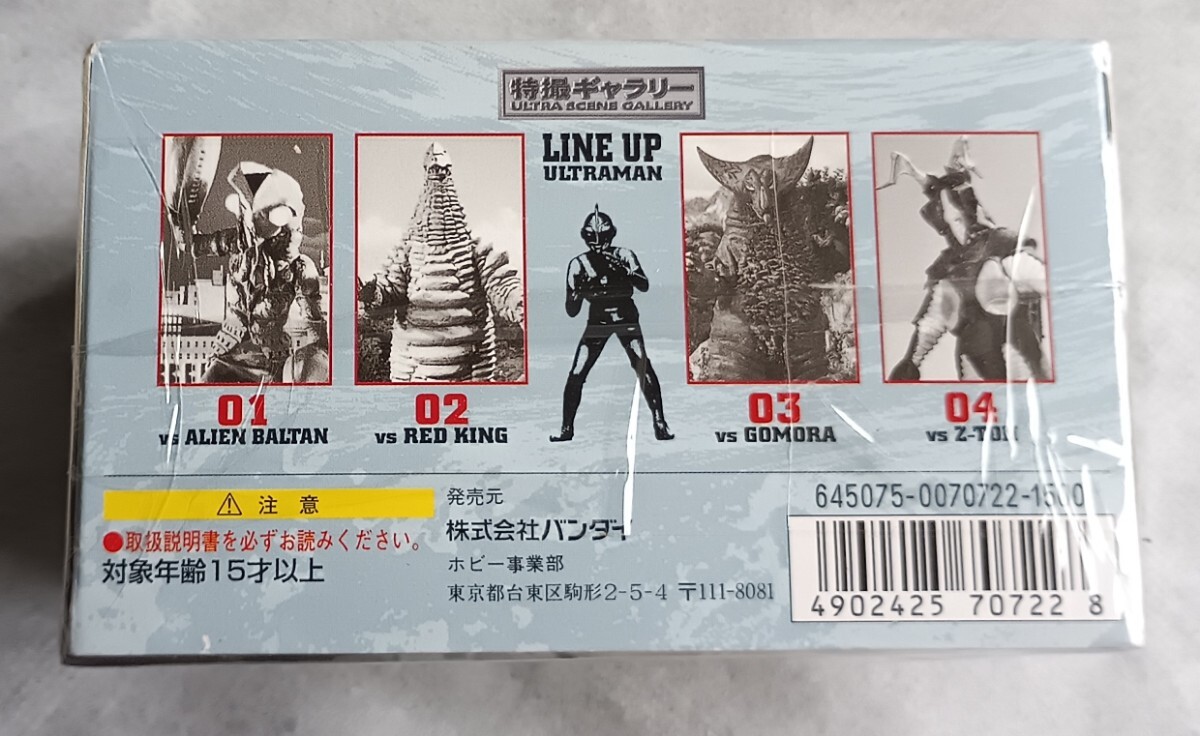 特撮ギャラリー
ULTRA SCENE GALLERY
LINE UP
ULTRAMAN
01
vs ALIEN BALTAN
02
vs RED KING
03
vs GOMORA
04
vs Z-TON
⚠ 注意
●取扱説明書を必ずお読みください。
対象年齢15才以上
発売元
株式会社バンダイ
ホビー事業部
東京都台東区駒形2-5-4 〒111-8081
645075-0070722-1500
4902425 70722 8